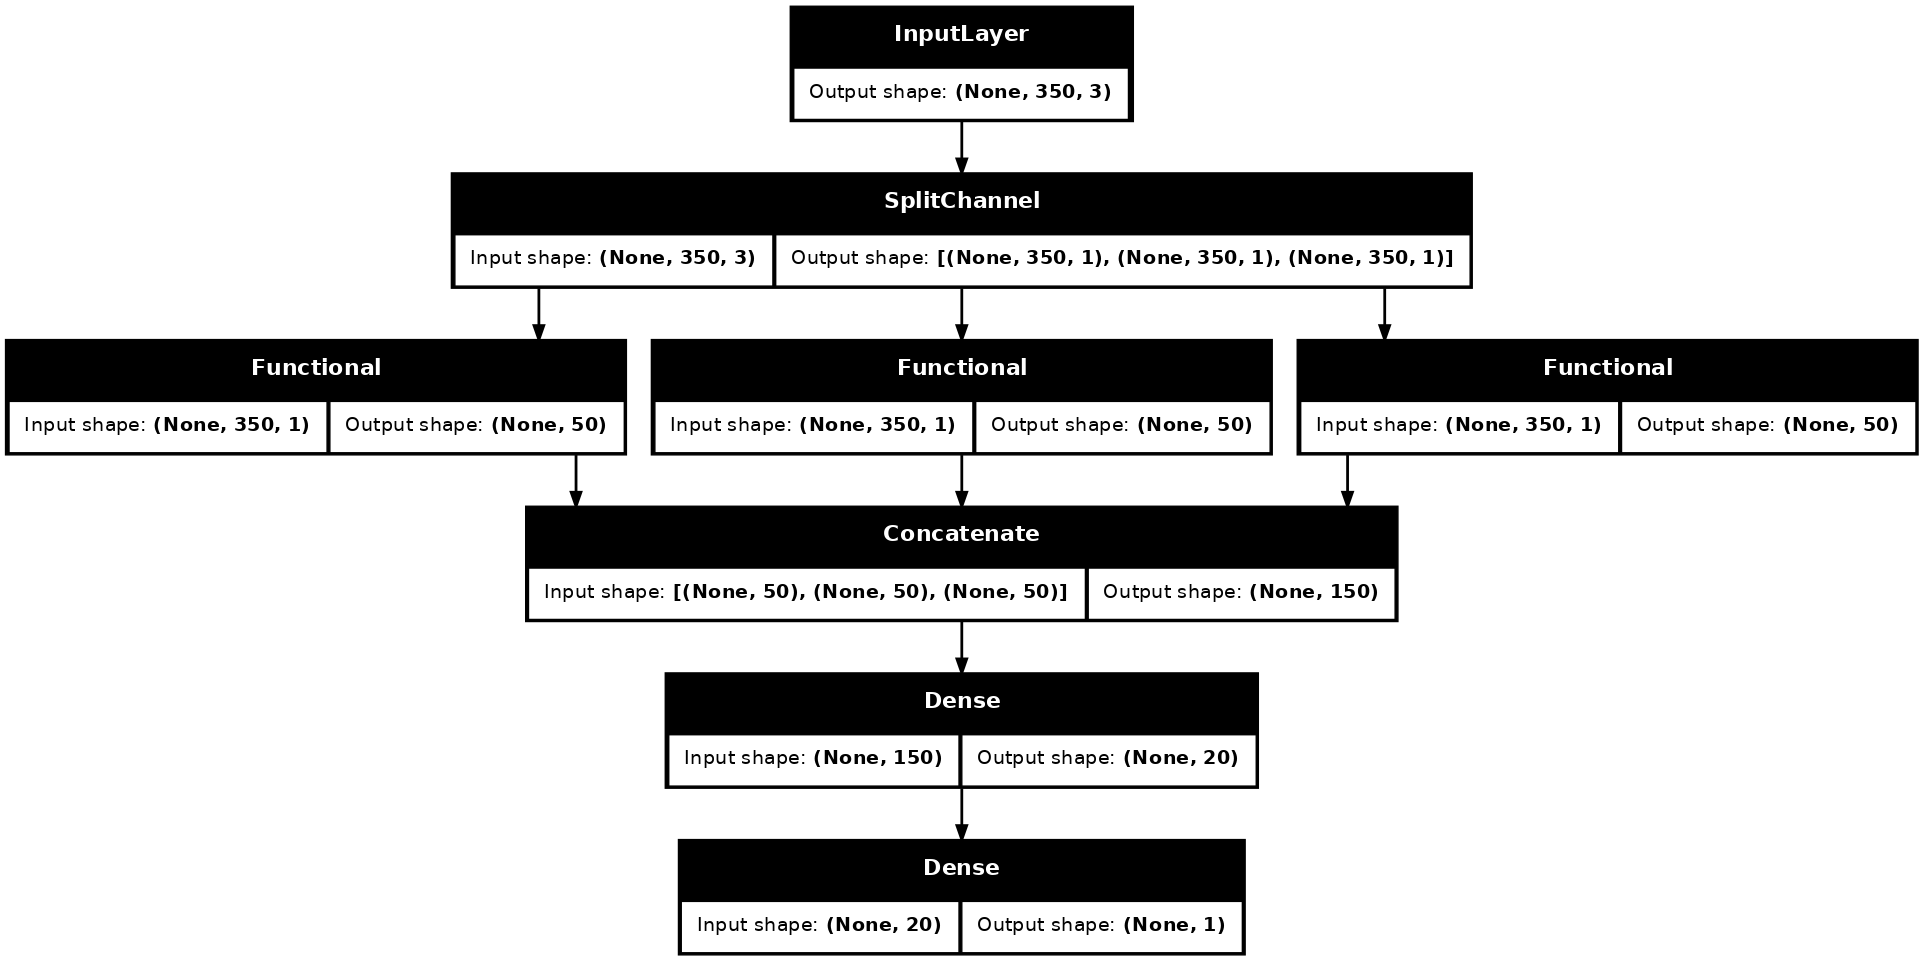 InputLayer
Output shape: (None, 350, 3)
SplitChannel
Input shape: (None, 350, 3) Output shape: [(None, 350, 1), (None, 350, 1), (None, 350, 1)]
Functional Functional Functional
Input shape: (None, 350, 1) Output shape: (None, 50) Input shape: (None, 350, 1) Output shape: (None, 50) Input shape: (None, 350, 1) Output shape: (None, 50)
Concatenate
Input shape: [(None, 50), (None, 50), (None, 50)] Output shape: (None, 150)
Dense
Input shape: (None, 150) Output shape: (None, 20)
Dense
Input shape: (None, 20) Output shape: (None, 1)